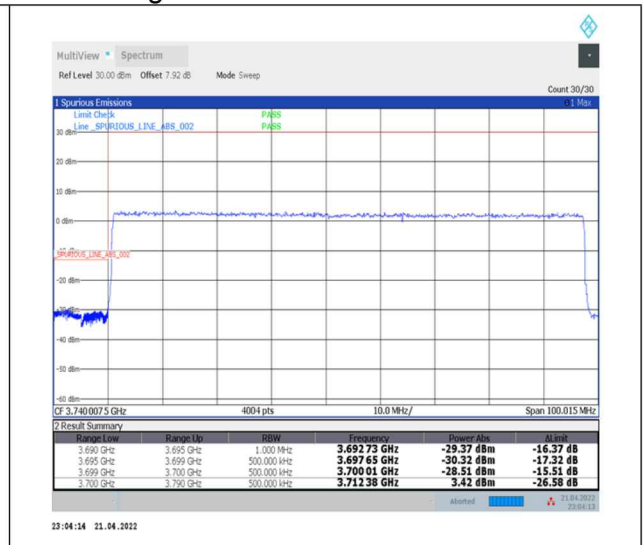 MultiView Spectrum
Ref Level 30.00 dBm Offset 7.92 dB Mode Sweep
Count 30/30
1 Spurious Emissions 1 Max
Limit Check PASS
Line _SPURIOUS_LINE_ABS_002 PASS
30 dBm
20 dBm
10 dBm
0 dBm
-10 dBm
_SPURIOUS_LINE_ABS_002
-20 dBm
-30 dBm
-40 dBm
-50 dBm
-60 dBm
CF 3.7400075 GHz 4004 pts 10.0 MHz/ Span 100.015 MHz
2 Result Summary
Range Low Range Up RBW Frequency Power Abs ΔLimit
3.690 GHz 3.695 GHz 1.000 MHz 3.692 73 GHz -29.37 dBm -16.37 dB
3.695 GHz 3.699 GHz 500.000 kHz 3.697 65 GHz -30.32 dBm -17.32 dB
3.699 GHz 3.700 GHz 500.000 kHz 3.700 01 GHz -28.51 dBm -15.51 dB
3.700 GHz 3.790 GHz 500.000 kHz 3.712 38 GHz 3.42 dBm -26.58 dB
Aborted 21.04.2022
23:04:13
23:04:14 21.04.2022